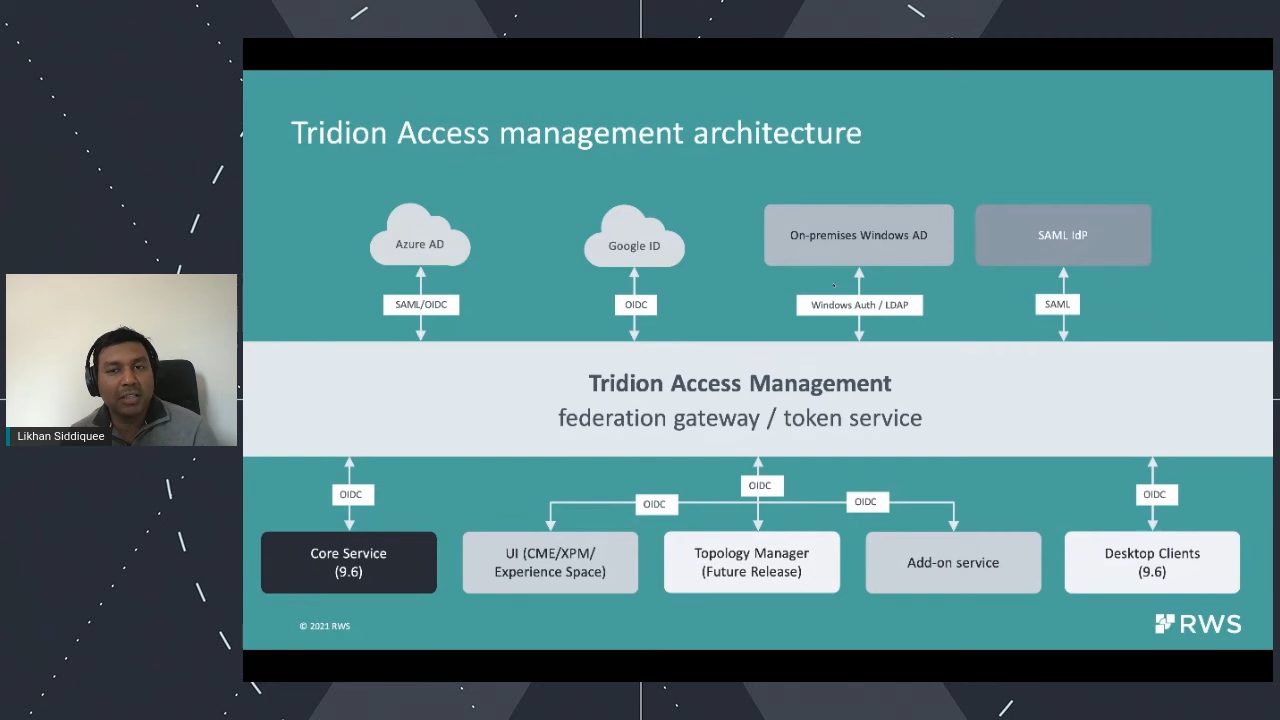 Tridion Access management architecture
Azure AD
Google ID
On-premises Windows AD
SAML IdP
SAML/OIDC
OIDC
Windows Auth / LDAP
SAML
Tridion Access Management
federation gateway / token service
OIDC
OIDC
OIDC
OIDC
OIDC
Core Service
(9.6)
UI (CME/XPM/
Experience Space)
Topology Manager
(Future Release)
Add-on service
Desktop Clients
(9.6)
© 2021 RWS
RWS
Likhan Siddiquee